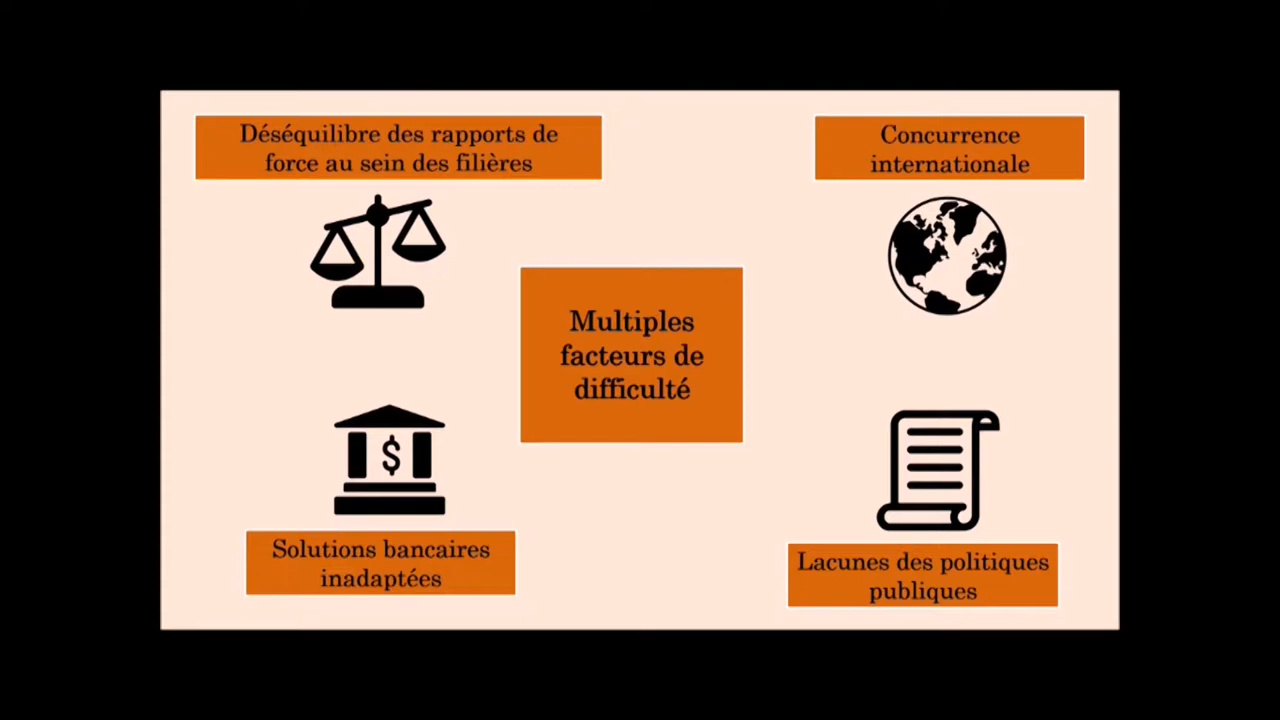 Déséquilibre des rapports de
force au sein des filières
Concurrence
internationale
Multiples
facteurs de
difficulté
$
Solutions bancaires
inadaptées
Lacunes des politiques
publiques